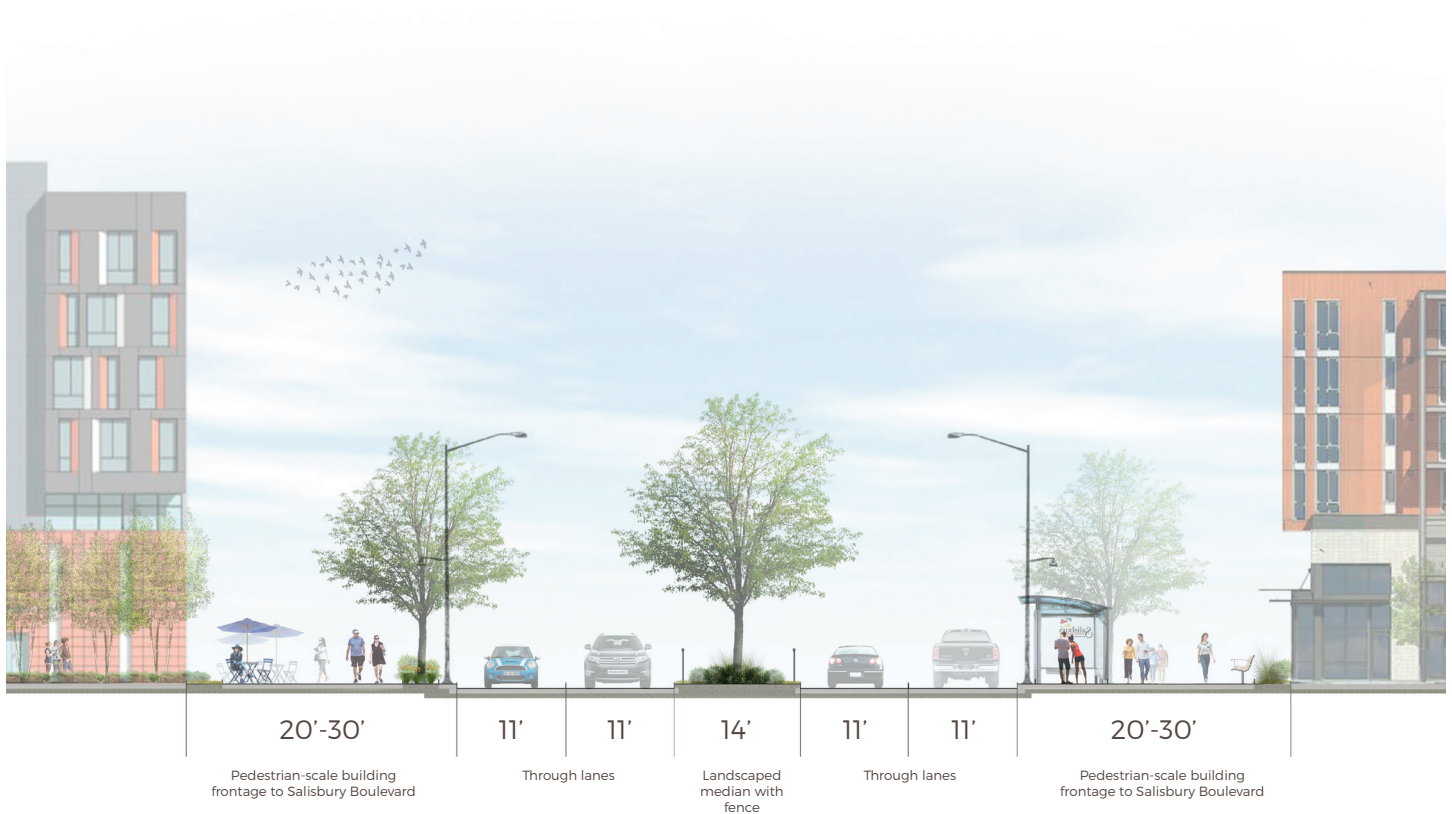 20’-30’
11’
11’
14’
11’
11’
20’-30’
Pedestrian-scale building
frontage to Salisbury Boulevard
Through lanes
Landscaped
median with
fence
Through lanes
Pedestrian-scale building
frontage to Salisbury Boulevard